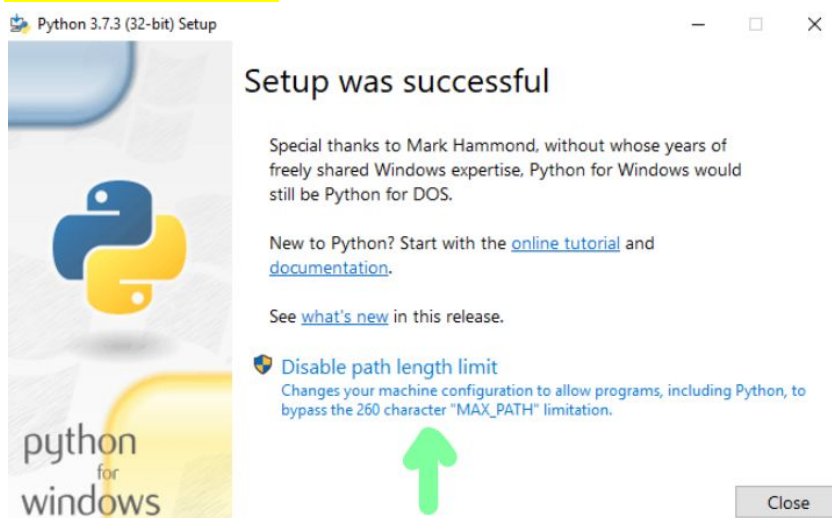 Python 3.7.3 (32-bit) Setup
Setup was successful
Special thanks to Mark Hammond, without whose years of
freely shared Windows expertise, Python for Windows would
still be Python for DOS.
New to Python? Start with the online tutorial and
documentation.
See what's new in this release.
Disable path length limit
Changes your machine configuration to allow programs, including Python, to
bypass the 260 character "MAX_PATH" limitation.
python
for
windows
Close